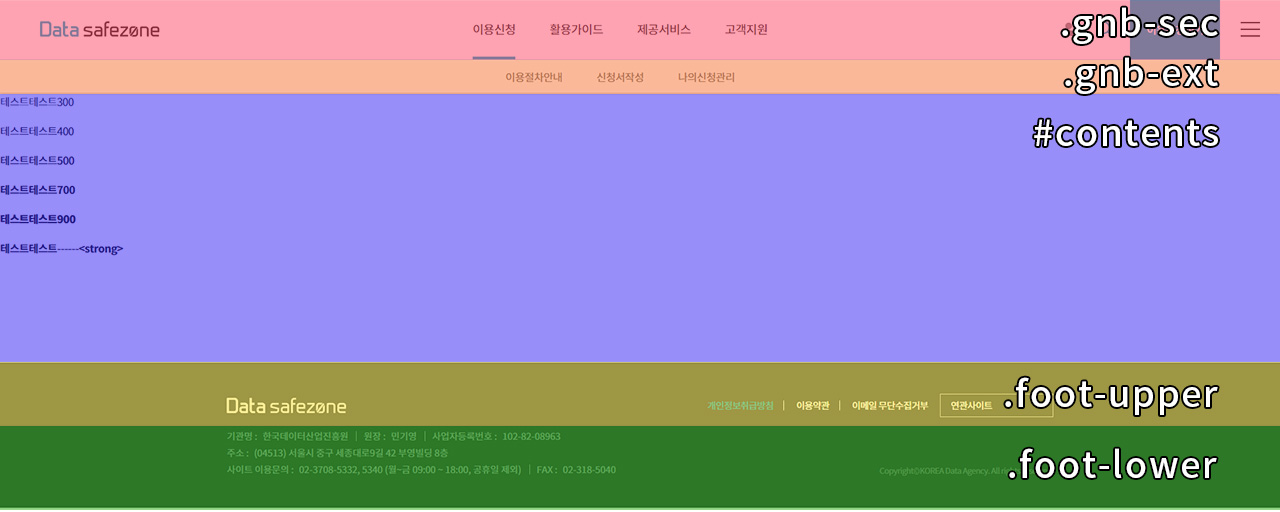 Data safezøne
이용신청 활용가이드 제공서비스 고객지원
.gnb-sec
이용절차안내 신청서작성 나의신청관리
.gnb-ext
테스트테스트300
#contents
테스트테스트400
테스트테스트500
테스트테스트700
테스트테스트900
테스트테스트------<strong>
Data safezøne
개인정보취급방침 | 이용약관 | 이메일 무단수집거부 연관사이트
.foot-upper
기관명 : 한국데이터산업진흥원 | 원장 : 민기영 | 사업자등록번호 : 102-82-08963
주소 : (04513) 서울시 중구 세종대로9길 42 부영빌딩 8층
사이트 이용문의 : 02-3708-5332, 5340 (월~금 09:00 ~ 18:00, 공휴일 제외) | FAX : 02-318-5040
Copyright©KOREA Data Agency. All
.foot-lower